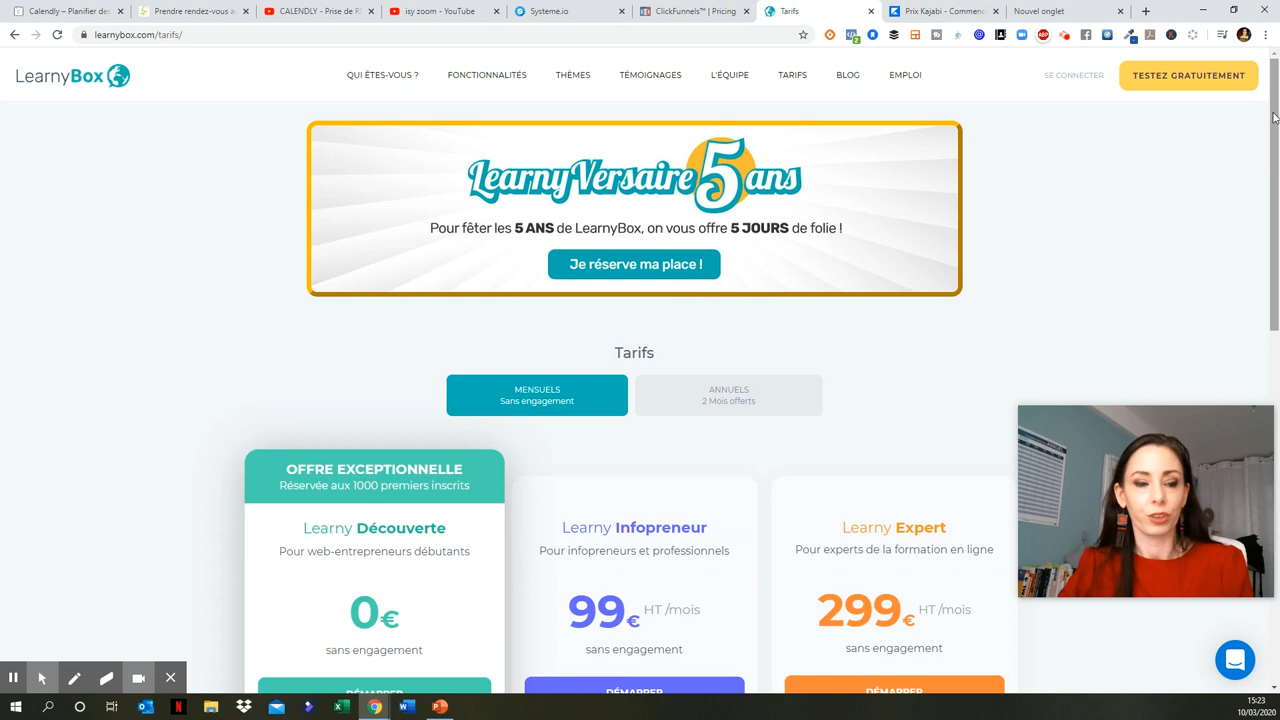 Calendly – Planifier des
Prendre rendez-vous a
CALENDLY - Prise de R
isy zoom - YouTube
Systeme.io
ClickFunnels™ | Pricing
Tarifs
Prix Kajabi - Commenc
Nouvel onglet
learnybox.com/tarifs/
LearnyBox
QUI ÊTES-VOUS ?
FONCTIONNALITÉS
THÈMES
TÉMOIGNAGES
L'ÉQUIPE
TARIFS
BLOG
EMPLOI
SE CONNECTER
TESTEZ GRATUITEMENT
LearnyVersaire 5 ans
Pour fêter les 5 ANS de LearnyBox, on vous offre 5 JOURS de folie !
Je réserve ma place !
Tarifs
MENSUELS
Sans engagement
ANNUELS
2 Mois offerts
OFFRE EXCEPTIONNELLE
Réservée aux 1000 premiers inscrits
Learny Découverte
Pour web-entrepreneurs débutants
0€
sans engagement
DÉMARRER
Learny Infopreneur
Pour infopreneurs et professionnels
99€ HT /mois
sans engagement
DÉMARRER
Learny Expert
Pour experts de la formation en ligne
299€ HT /mois
sans engagement
DÉMARRER
15:23
10/03/2020